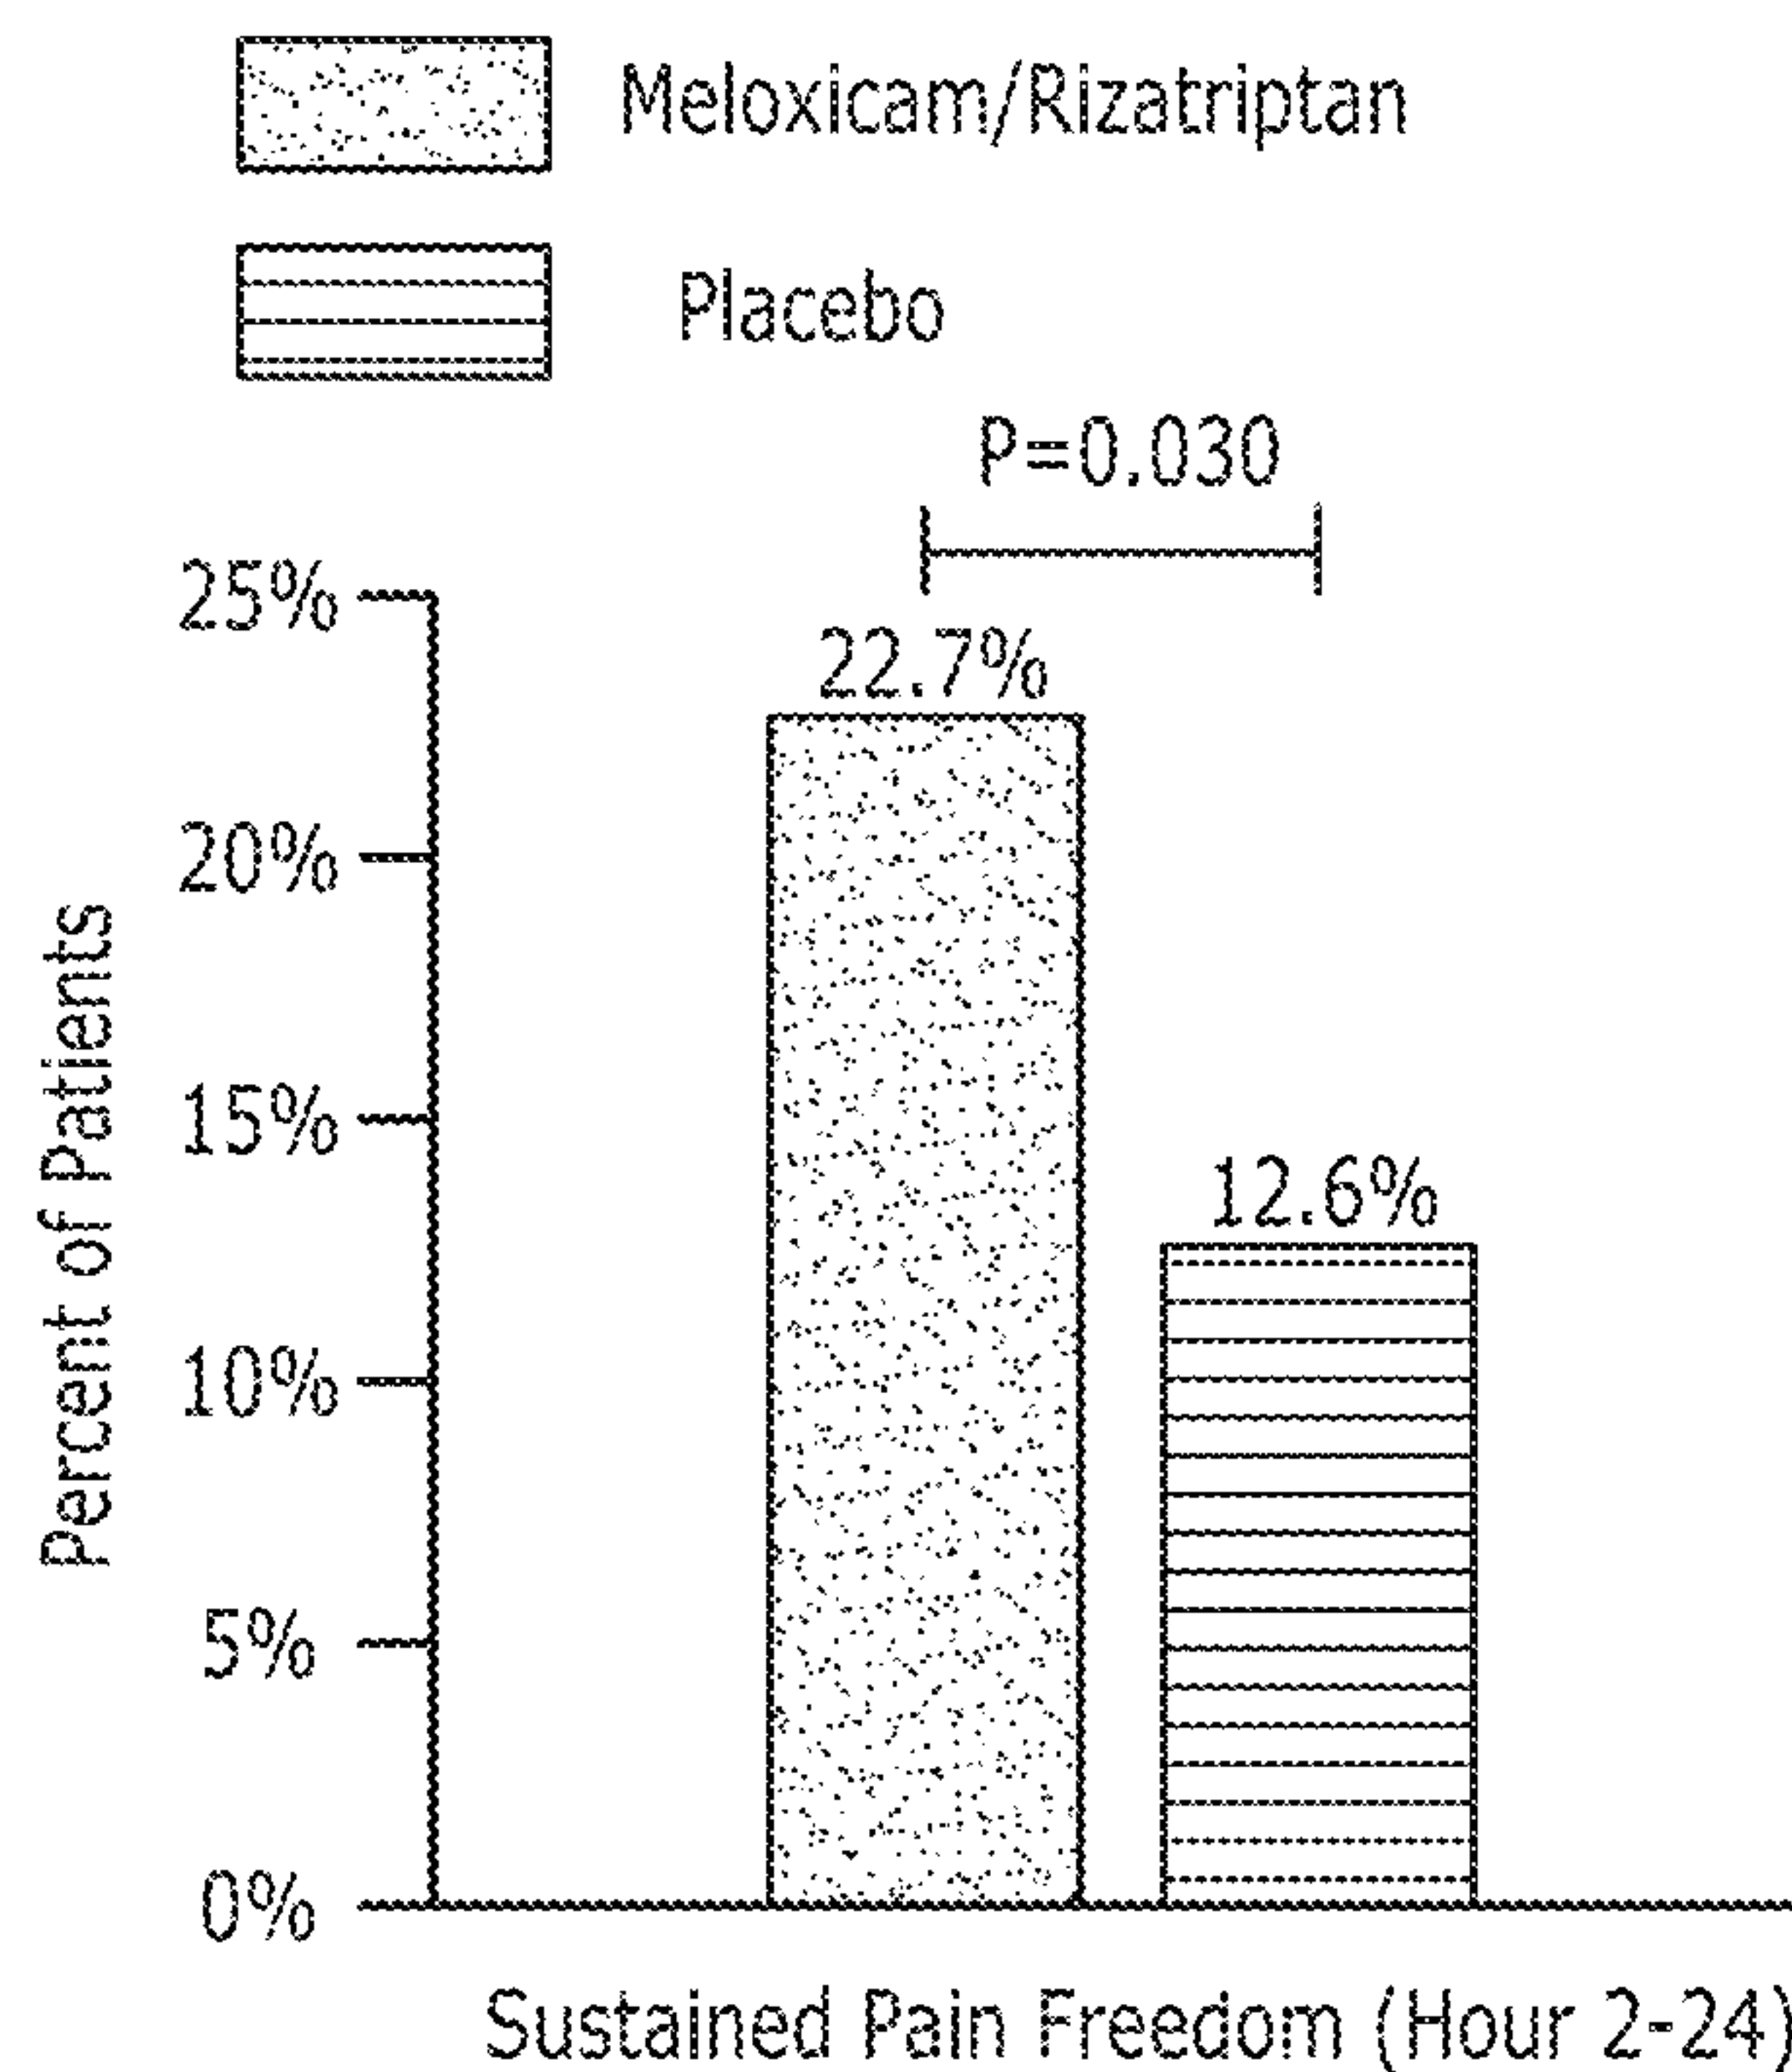 Meloxicam/Rizatriptan
Placebo
P=0.030
25%
22.7%
20%
15%
12.6%
10%
5%
0%
Percent of Patients
Sustained Pain Freedom (Hour 2-24)